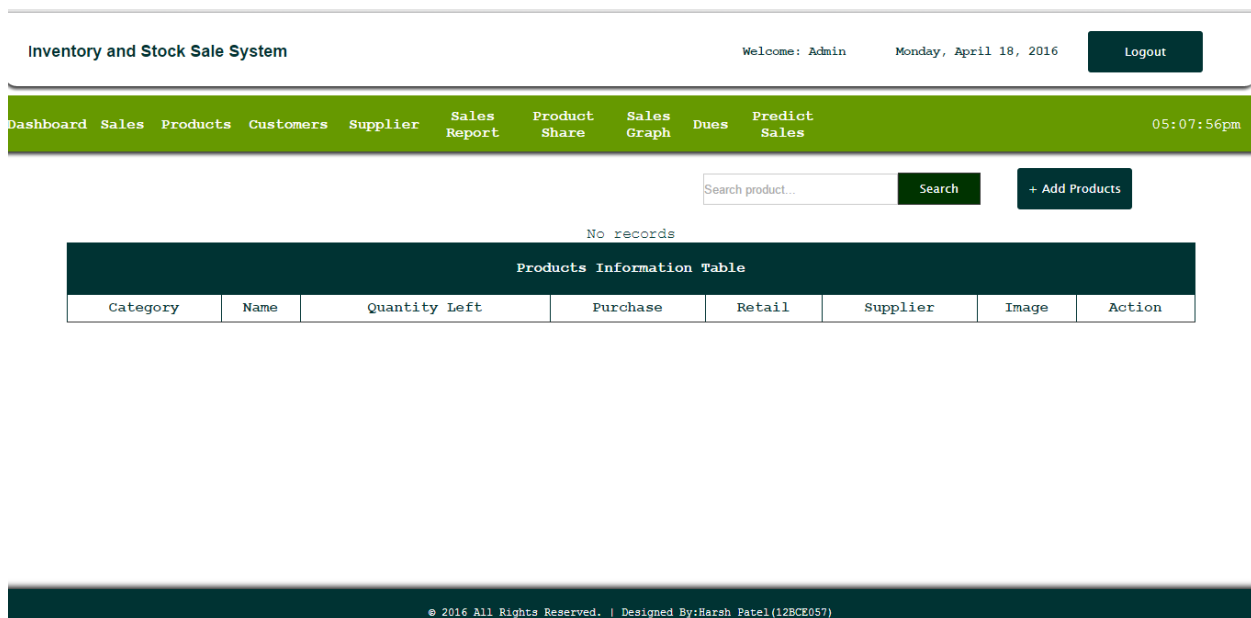 Inventory and Stock Sale System
Welcome: Admin
Monday, April 18, 2016
Logout
Dashboard Sales Products Customers Supplier Sales Report Product Share Sales Graph Dues Predict Sales 05:07:56pm
Search product...
Search
+ Add Products
No records
Products Information Table
Category Name Quantity Left Purchase Retail Supplier Image Action
© 2016 All Rights Reserved. | Designed By:Harsh Patel(12BCE057)